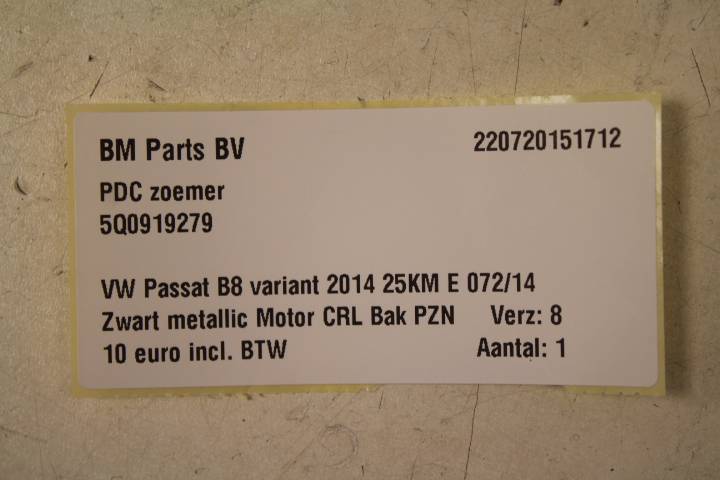 BM Parts BV 220720151712
PDC zoemer
5Q0919279
VW Passat B8 variant 2014 25KM E 072/14
Zwart metallic Motor CRL Bak PZN Verz: 8
10 euro incl. BTW Aantal: 1